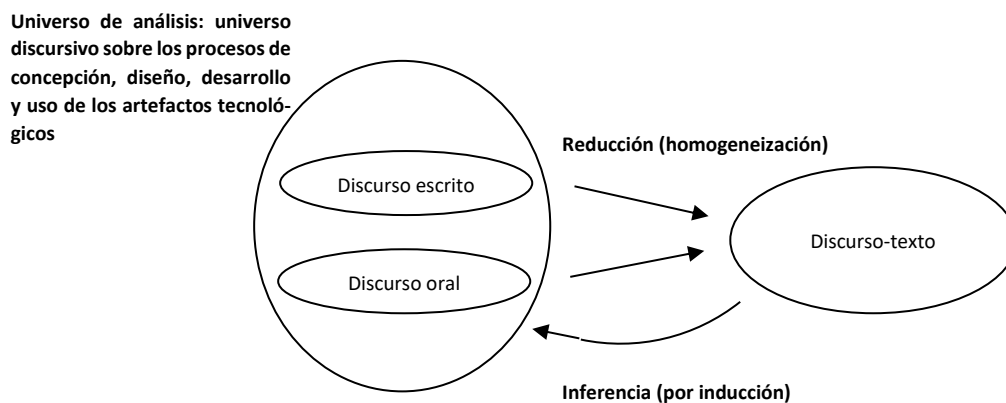 Universo de análisis: universo
discursivo sobre los procesos de
concepción, diseño, desarrollo
y uso de los artefactos tecnoló-
gicos
Reducción (homogeneización)
Discurso escrito
Discurso-texto
Discurso oral
Inferencia (por inducción)